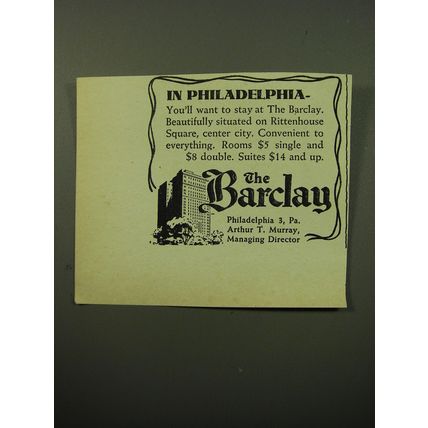 IN PHILADELPHIA-
You'll want to stay at The Barclay.
Beautifully situated on Rittenhouse
Square, center city. Convenient to
everything. Rooms $5 single and
$8 double. Suites $14 and up.
The
Barclay
Philadelphia 3, Pa.
Arthur T. Murray,
Managing Director